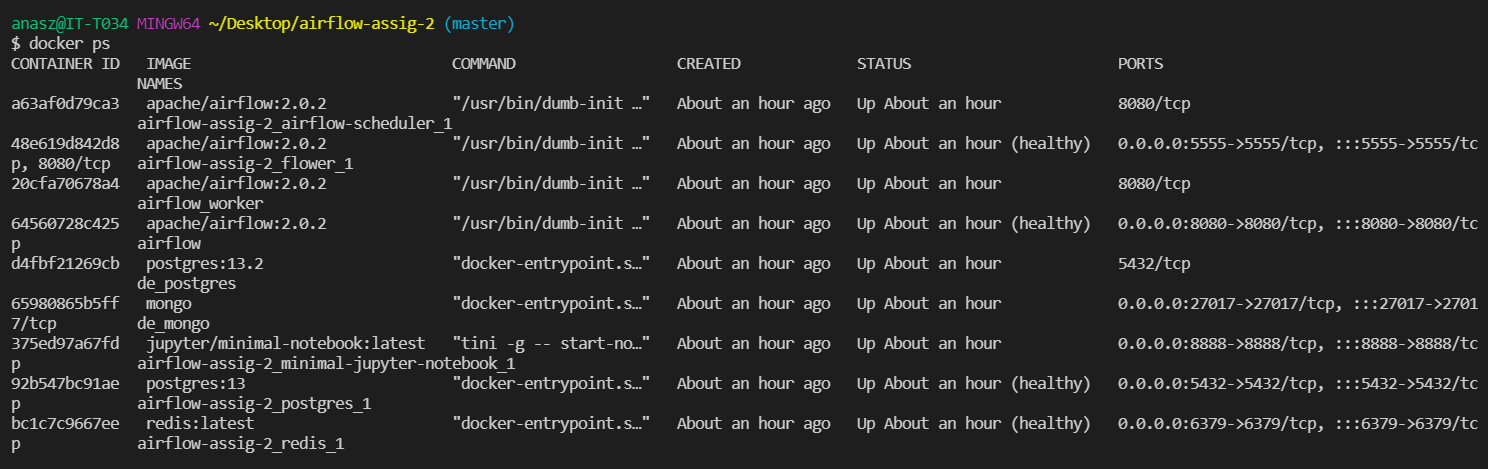 anasz@IT-T034 MINGW64 ~/Desktop/airflow-assig-2 (master)
$ docker ps
CONTAINER ID   IMAGE                             COMMAND                  CREATED             STATUS                       PORTS
              NAMES
a63af0d79ca3   apache/airflow:2.0.2              "/usr/bin/dumb-init …"   About an hour ago   Up About an hour             8080/tcp
              airflow-assig-2_airflow-scheduler_1
48e619d842d8   apache/airflow:2.0.2              "/usr/bin/dumb-init …"   About an hour ago   Up About an hour (healthy)   0.0.0.0:5555->5555/tcp, :::5555->5555/tc
p, 8080/tcp   airflow-assig-2_flower_1
20cfa70678a4   apache/airflow:2.0.2              "/usr/bin/dumb-init …"   About an hour ago   Up About an hour             8080/tcp
              airflow_worker
64560728c425   apache/airflow:2.0.2              "/usr/bin/dumb-init …"   About an hour ago   Up About an hour (healthy)   0.0.0.0:8080->8080/tcp, :::8080->8080/tc
p             airflow
d4fbf21269cb   postgres:13.2                     "docker-entrypoint.s…"   About an hour ago   Up About an hour             5432/tcp
              de_postgres
65980865b5ff   mongo                             "docker-entrypoint.s…"   About an hour ago   Up About an hour             0.0.0.0:27017->27017/tcp, :::27017->2701
7/tcp         de_mongo
375ed97a67fd   jupyter/minimal-notebook:latest   "tini -g -- start-no…"   About an hour ago   Up About an hour             0.0.0.0:8888->8888/tcp, :::8888->8888/tc
p             airflow-assig-2_minimal-jupyter-notebook_1
92b547bc91ae   postgres:13                       "docker-entrypoint.s…"   About an hour ago   Up About an hour (healthy)   0.0.0.0:5432->5432/tcp, :::5432->5432/tc
p             airflow-assig-2_postgres_1
bc1c7c9667ee   redis:latest                      "docker-entrypoint.s…"   About an hour ago   Up About an hour (healthy)   0.0.0.0:6379->6379/tcp, :::6379->6379/tc
p             airflow-assig-2_redis_1